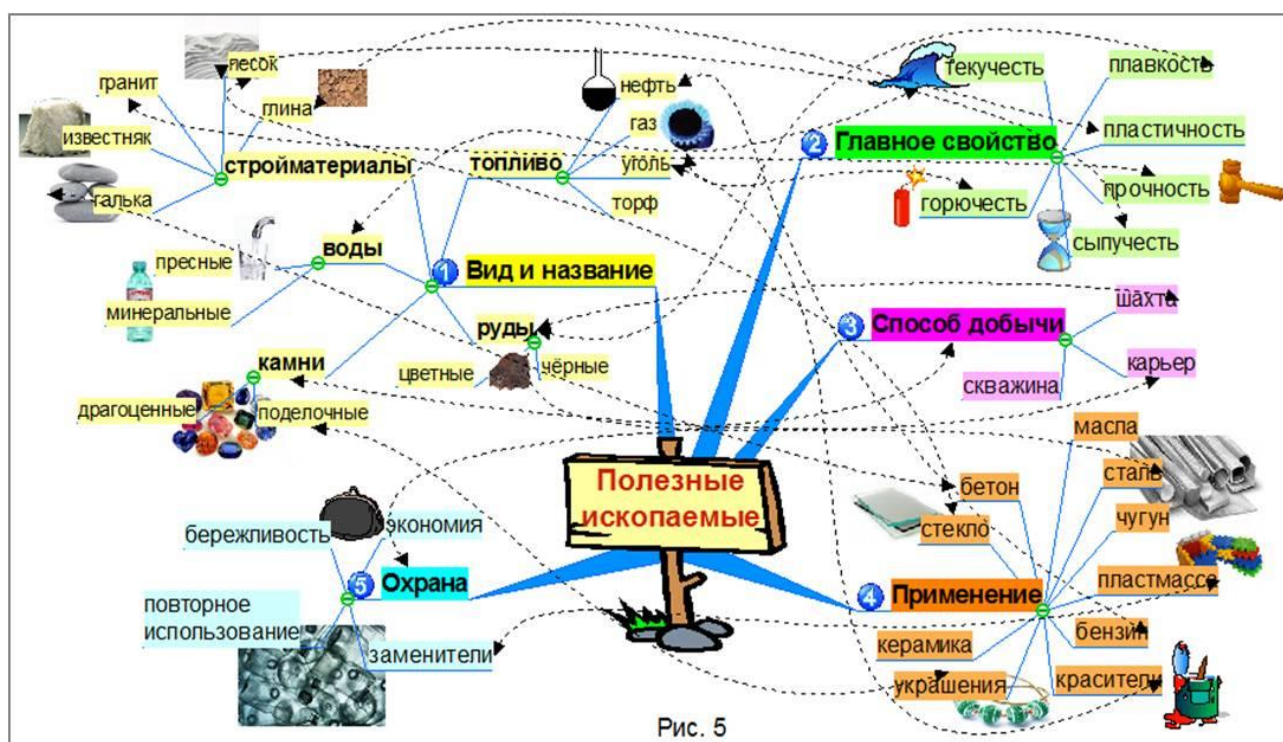 Полезные
ископаемые
1
Вид и название
стройматериалы
гранит
песок
глина
известняк
галька
топливо
нефть
газ
уголь
торф
воды
пресные
минеральные
руды
цветные
чёрные
камни
драгоценные
поделочные
2
Главное свойство
текучесть
плавкость
пластичность
прочность
сыпучесть
горючесть
3
Способ добычи
шахта
карьер
скважина
4
Применение
масла
сталь
чугун
пластмасса
бензин
красители
украшения
керамика
стекло
бетон
5
Охрана
экономия
бережливость
повторное
использование
заменители
Рис. 5